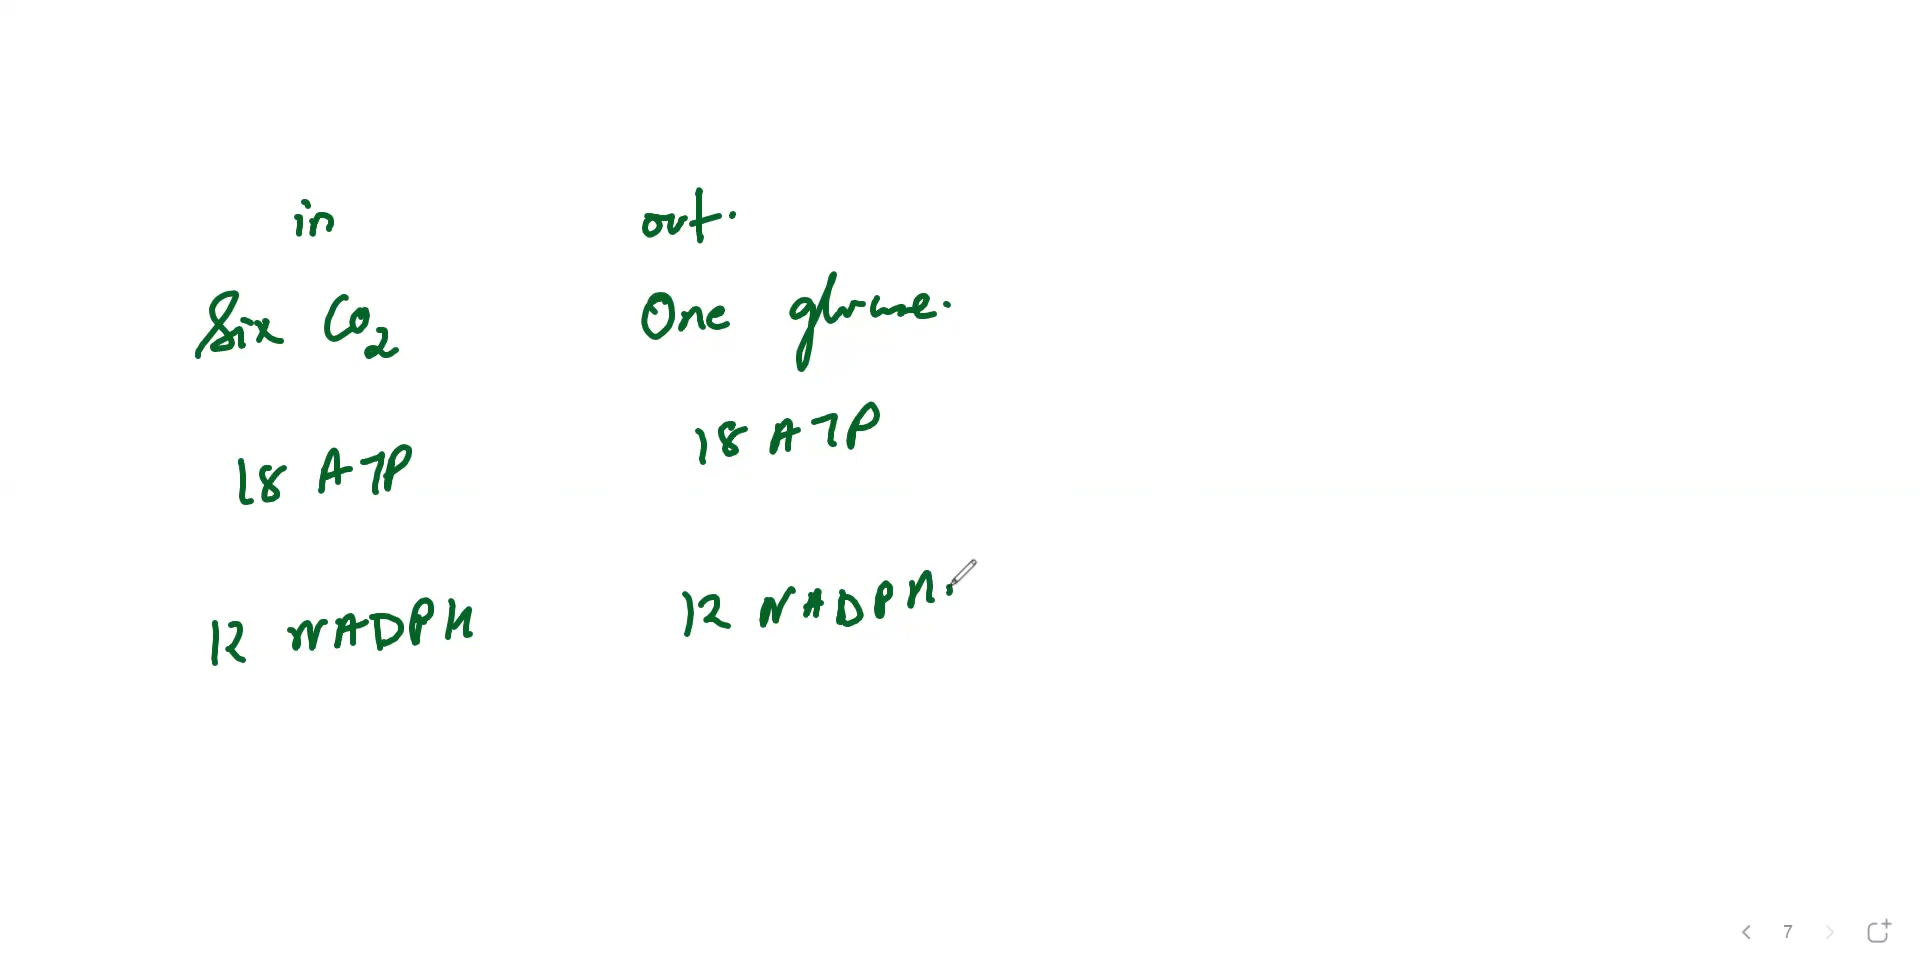 in out.
Six CO2 One glucose.
18 ATP 18 ATP
12 NADPH 12 NADPH.
7